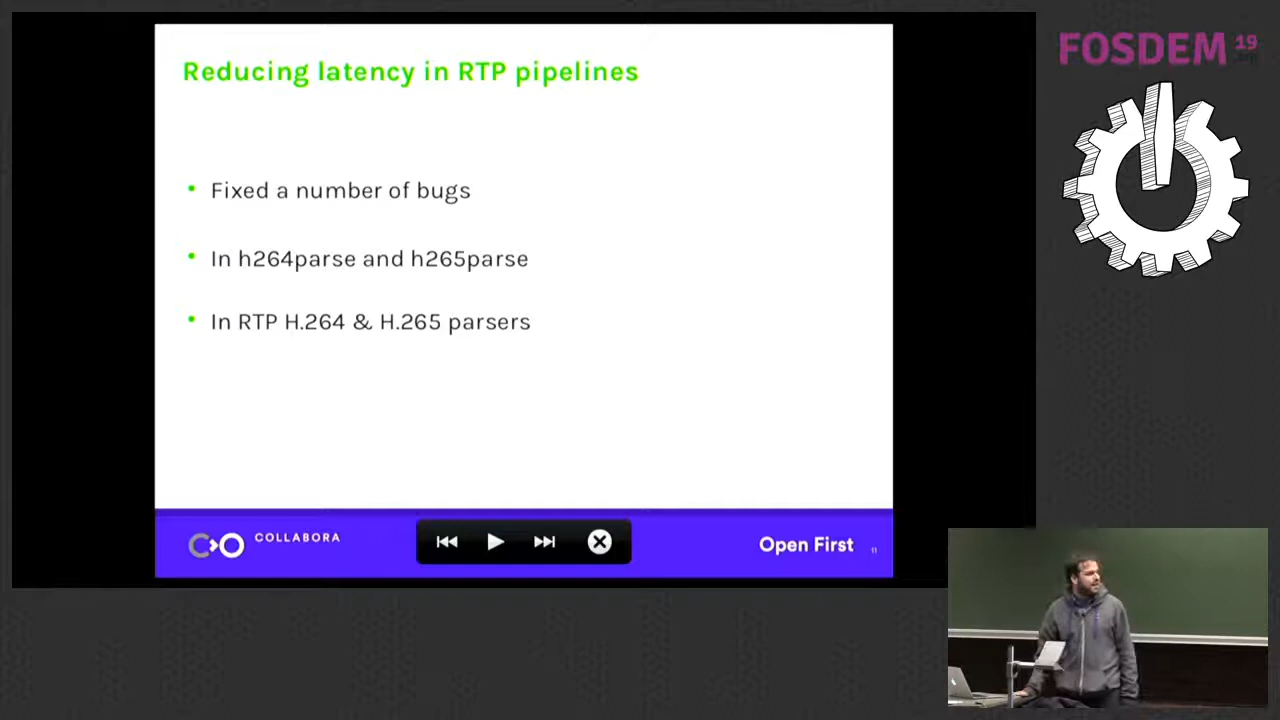 Reducing latency in RTP pipelines
Fixed a number of bugs
In h264parse and h265parse
In RTP H.264 & H.265 parsers
COLLABORA
Open First
11
FOSDEM 19